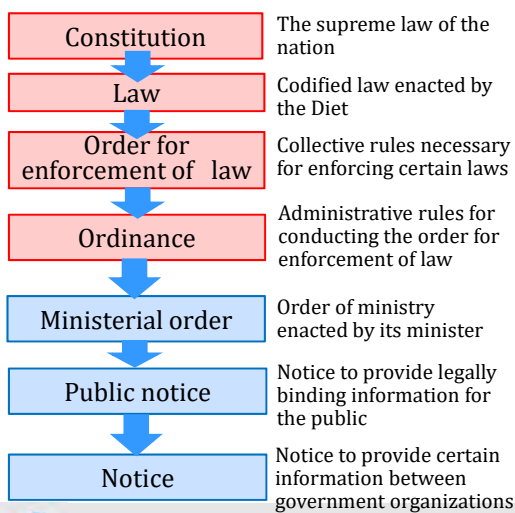 Constitution
The supreme law of the
nation
Law
Codified law enacted by
the Diet
Order for
enforcement of law
Collective rules necessary
for enforcing certain laws
Ordinance
Administrative rules for
conducting the order for
enforcement of law
Ministerial order
Order of ministry
enacted by its minister
Public notice
Notice to provide legally
binding information for
the public
Notice
Notice to provide certain
information between
government organizations